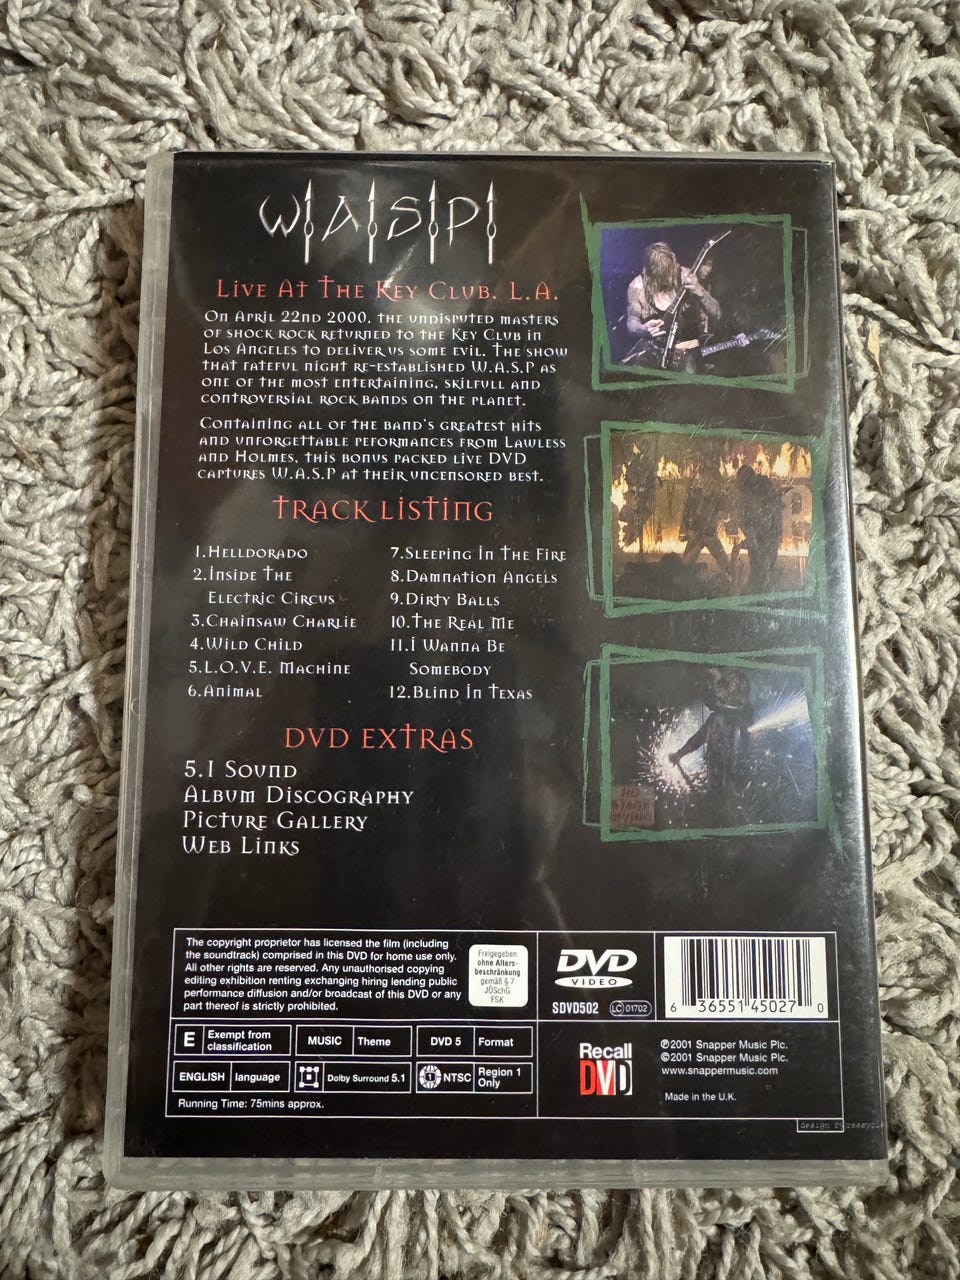 W.A.S.P.
Live At The Key Club. L.A.
On April 22nd 2000, the undisputed masters
of shock rock returned to the Key Club in
Los Angeles to deliver us some evil. The show
that fateful night re-established W.A.S.P as
one of the most entertaining, skilfull and
controversial rock bands on the planet.
Containing all of the band's greatest hits
and unforgettable peformances from Lawless
and Holmes, this bonus packed live DVD
captures W.A.S.P at their uncensored best.
Track Listing
1.Helldorado
2.Inside The
Electric Circus
3.Chainsaw Charlie
4.Wild Child
5.L.O.V.E. Machine
6.Animal
7.Sleeping In The Fire
8.Damnation Angels
9.Dirty Balls
10.The Real Me
11.I Wanna Be
Somebody
12.Blind In Texas
DVD Extras
5.1 Sound
Album Discography
Picture Gallery
Web Links
The copyright proprietor has licensed the film (including
the soundtrack) comprised in this DVD for home use only.
All other rights are reserved. Any unauthorised copying
editing exhibition renting exchanging hiring lending public
performance diffusion and/or broadcast of this DVD or any
part thereof is strictly prohibited.
Freigegeben
ohne Alters-
beschränkung
gemäß § 7
JÖSchG
FSK
DVD
VIDEO
SDVD502
LC 01702
6 36551 45027 0
E Exempt from
classification
MUSIC Theme
DVD 5 Format
ENGLISH language
Dolby Surround 5.1
1 NTSC Region 1
Only
Running Time: 75mins approx.
Recall
DVD
℗2001 Snapper Music Plc.
©2001 Snapper Music Plc.
www.snappermusic.com
Made in the U.K.
design